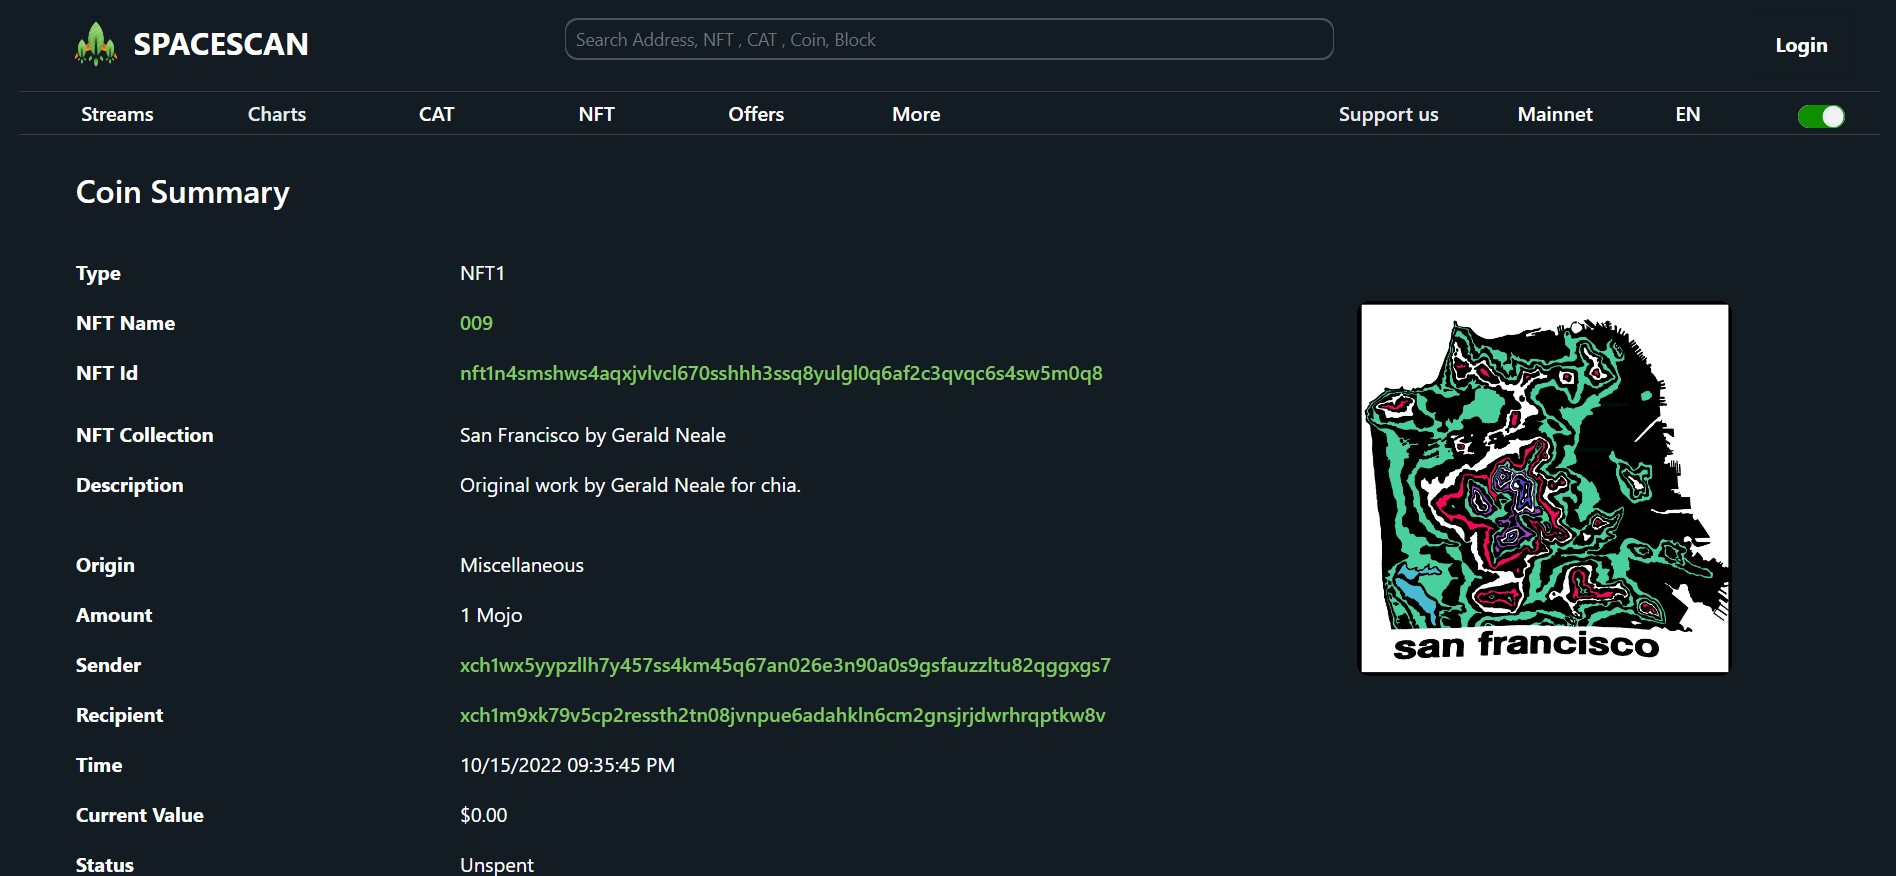 SPACESCAN
Search Address, NFT , CAT , Coin, Block
Login
Streams Charts CAT NFT Offers More Support us Mainnet EN
Coin Summary
Type NFT1
NFT Name 009
NFT Id nft1n4smshws4aqxjvlvcl670sshhh3ssq8yulgl0q6af2c3qvqc6s4sw5m0q8
NFT Collection San Francisco by Gerald Neale
Description Original work by Gerald Neale for chia.
Origin Miscellaneous
Amount 1 Mojo
Sender xch1wx5yypzllh7y457ss4km45q67an026e3n90a0s9gsfauzzltu82qggxgs7
Recipient xch1m9xk79v5cp2ressth2tn08jvnpue6adahkln6cm2gnsjrjdwrhrqptkw8v
Time 10/15/2022 09:35:45 PM
Current Value $0.00
Status Unspent
san francisco